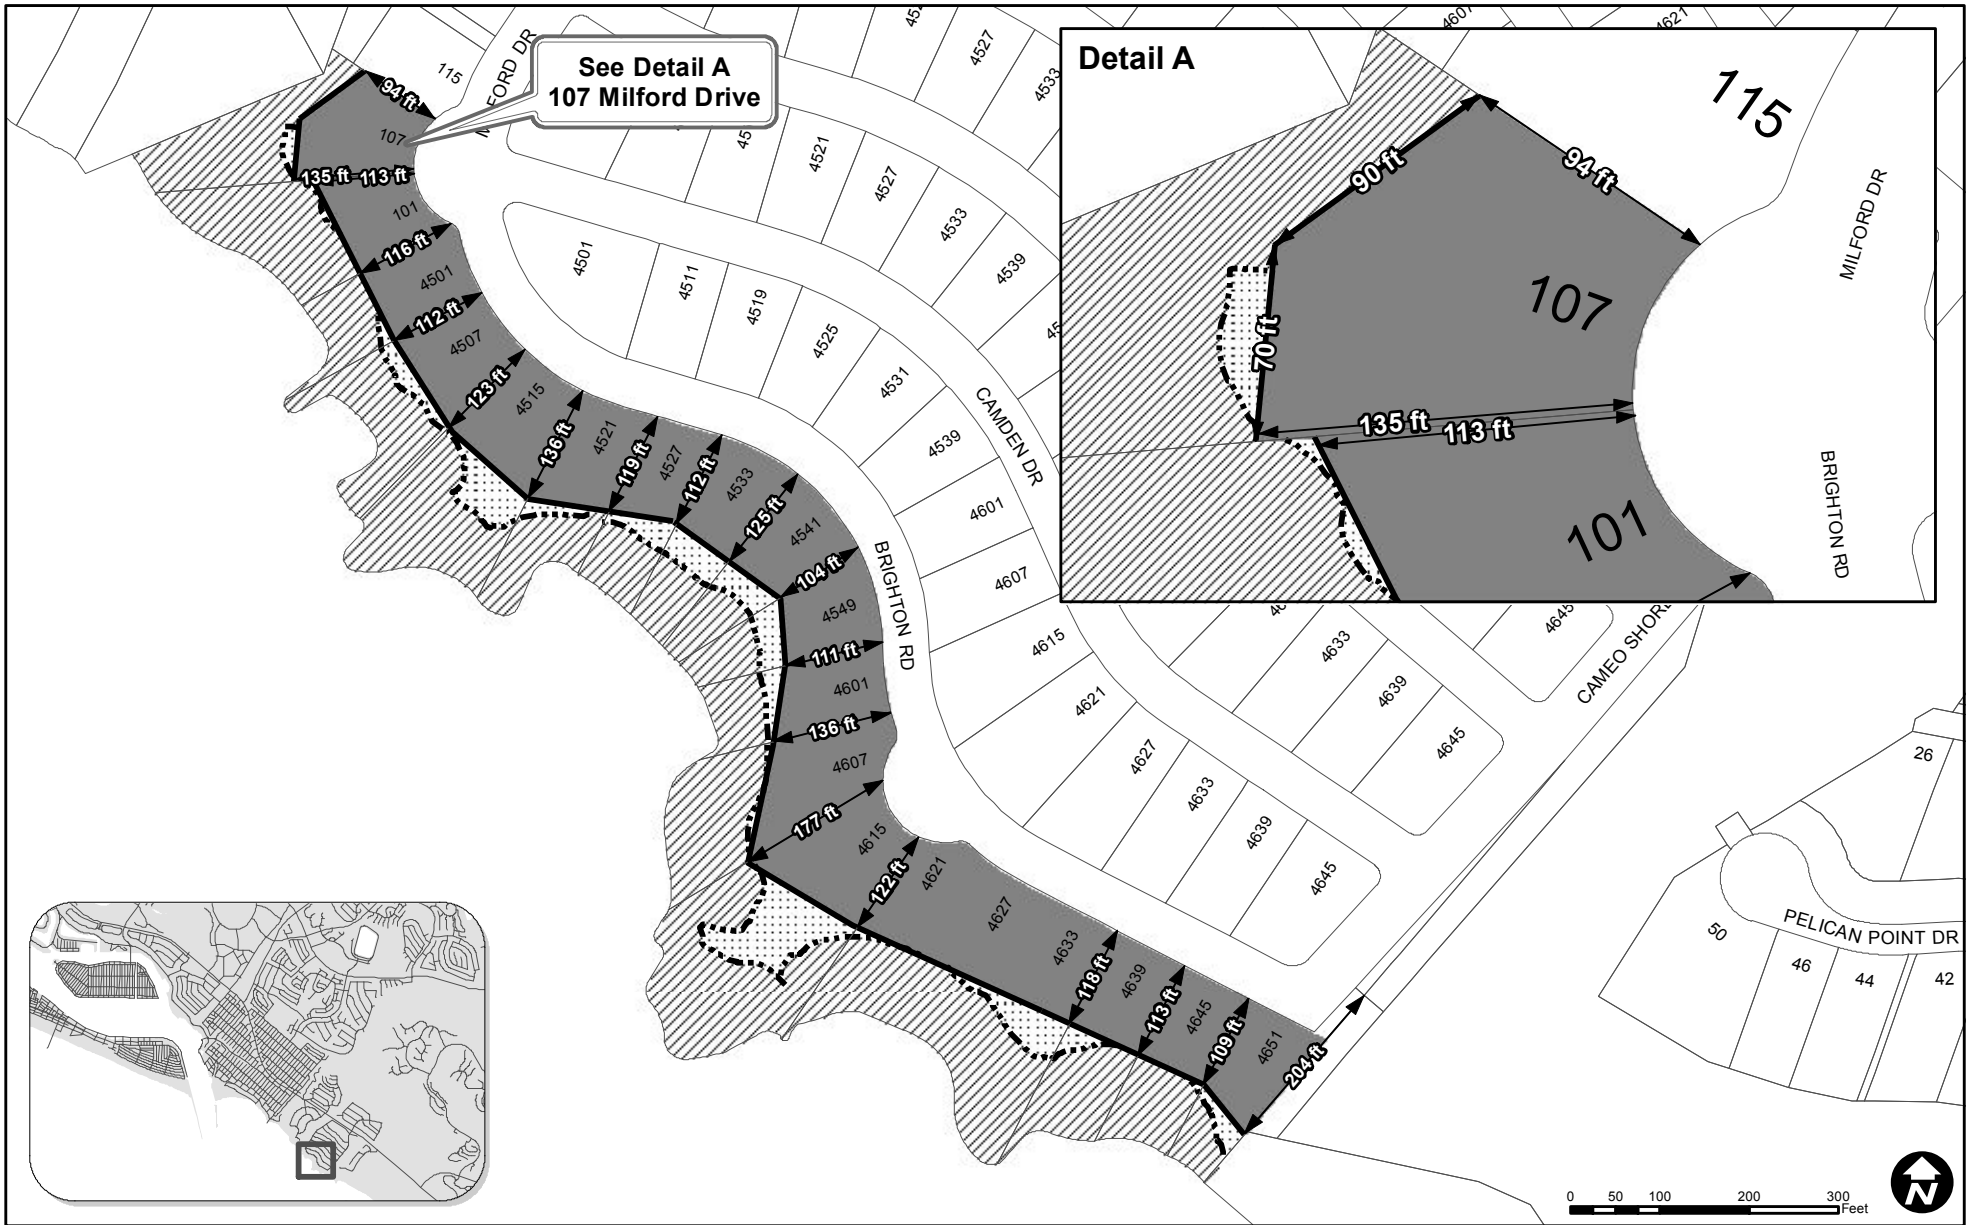 See Detail A
107 Milford Drive
115
94 ft
107
135 ft
113 ft
101
116 ft
4501
112 ft
4507
123 ft
4515
136 ft
4521
119 ft
4527
112 ft
4533
125 ft
4541
104 ft
4549
111 ft
4601
136 ft
4607
177 ft
4615
122 ft
4621
4627
4633
118 ft
4639
113 ft
4645
109 ft
4651
204 ft
4527
4533
4521
4527
4533
4539
4501
4511
4519
4525
4531
4539
4601
4607
4615
4621
4627
4633
4639
4645
4633
4639
4645
4645
4607
4621
CAMDEN DR
BRIGHTON RD
Detail A
115
90 ft
94 ft
70 ft
107
135 ft
113 ft
101
MILFORD DR
BRIGHTON RD
26
50
46
44
42
PELICAN POINT DR
0 50 100 200 300
Feet
N